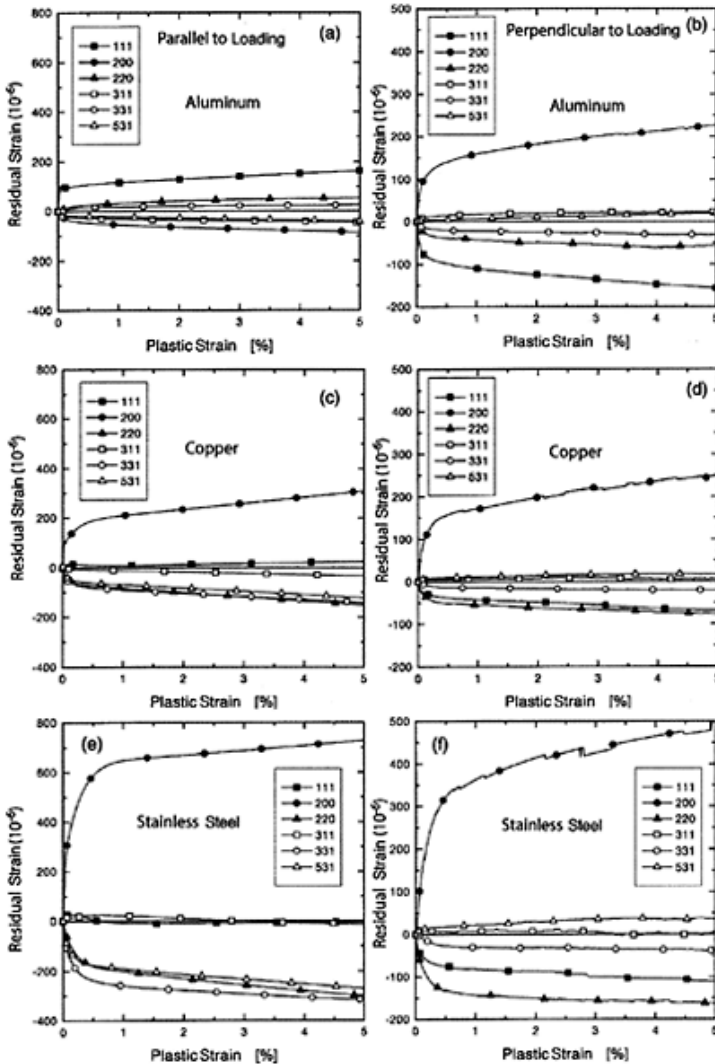 (a)
Parallel to Loading
Aluminum
111
200
220
311
331
531
Residual Strain (10⁻⁶)
800
600
400
200
0
-200
-400
0 1 2 3 4 5
Plastic Strain [%]
(b)
Perpendicular to Loading
Aluminum
111
200
220
311
331
531
Residual Strain (10⁻⁶)
500
400
300
200
100
0
-100
-200
0 1 2 3 4 5
Plastic Strain [%]
(c)
Copper
111
200
220
311
331
531
Residual Strain (10⁻⁶)
800
600
400
200
0
-200
-400
0 1 2 3 4 5
Plastic Strain [%]
(d)
Copper
111
200
220
311
331
531
Residual Strain (10⁻⁶)
500
400
300
200
100
0
-100
-200
0 1 2 3 4 5
Plastic Strain [%]
(e)
Stainless Steel
111
200
220
311
331
531
Residual Strain (10⁻⁶)
800
600
400
200
0
-200
-400
0 1 2 3 4 5
Plastic Strain [%]
(f)
Stainless Steel
111
200
220
311
331
531
Residual Strain (10⁻⁶)
500
400
300
200
100
0
-100
-200
0 1 2 3 4 5
Plastic Strain [%]